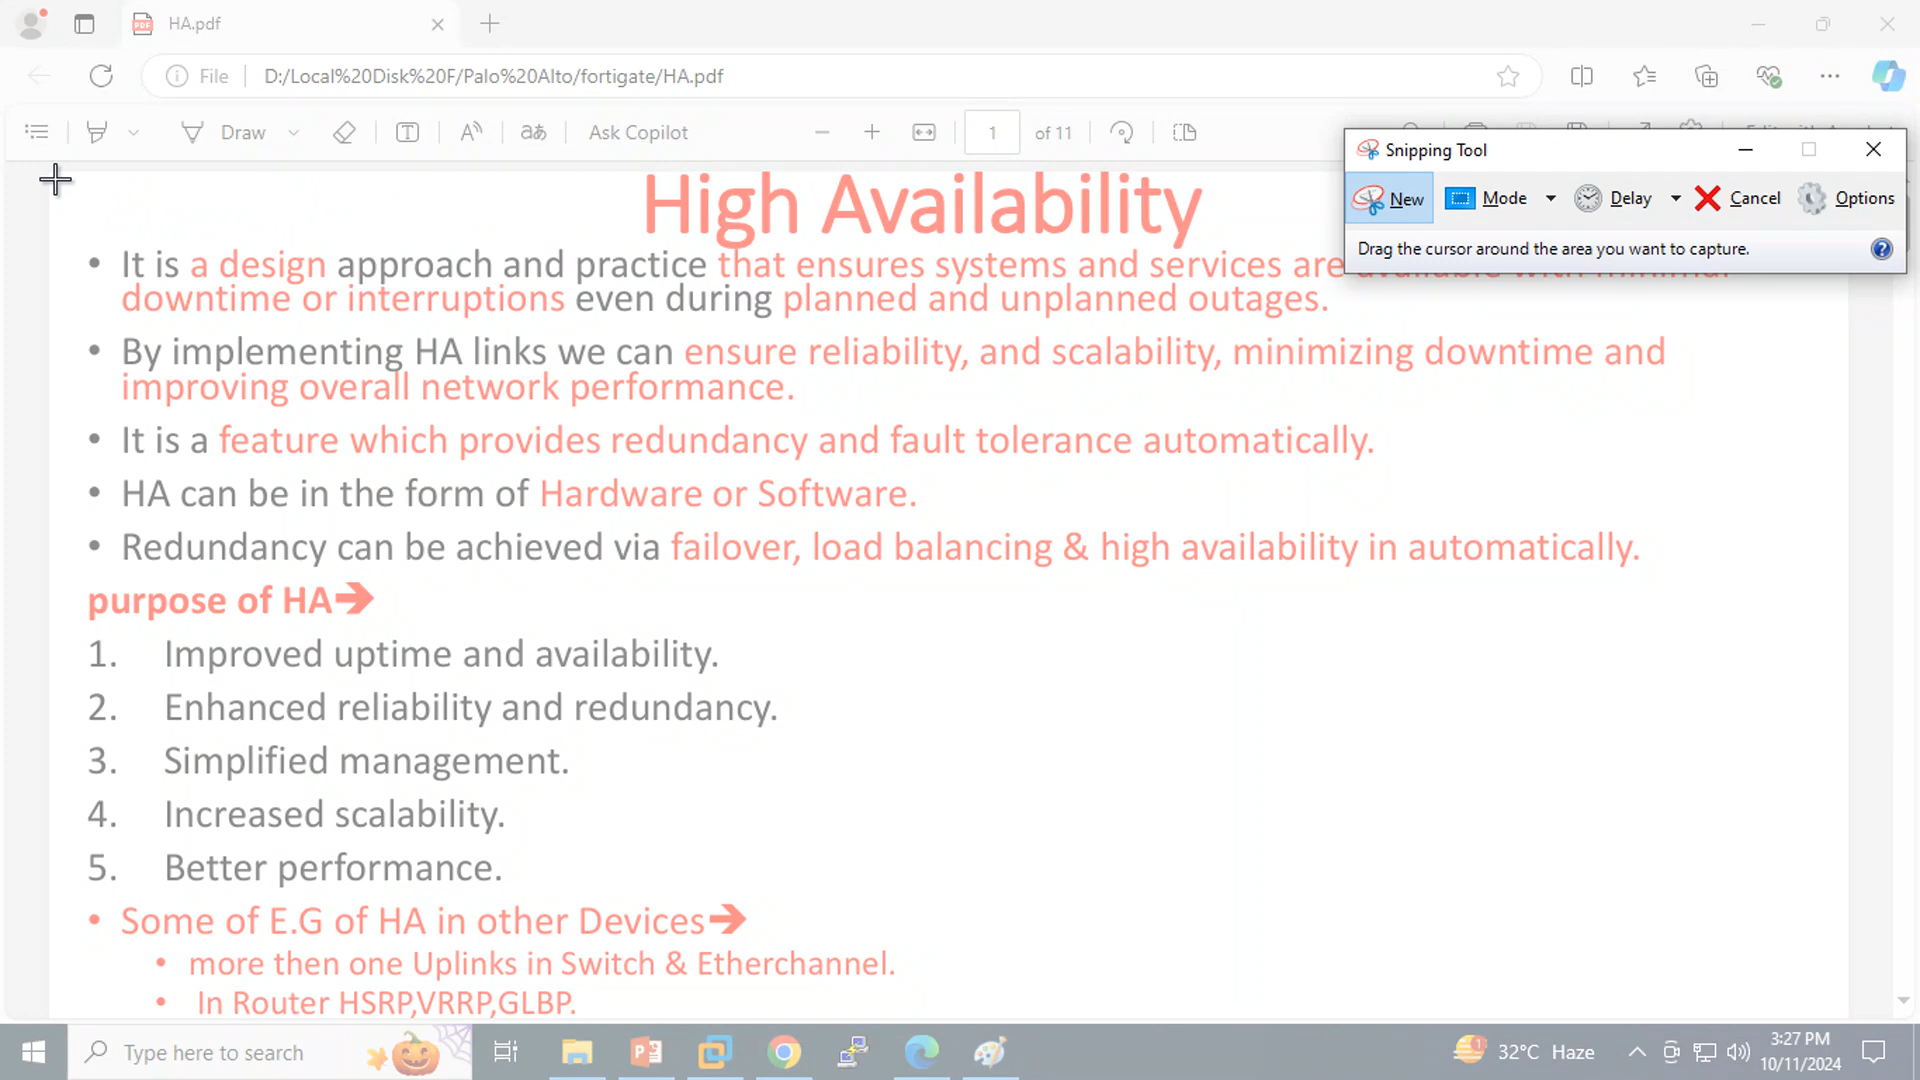 HA.pdf
File
D:/Local%20Disk%20F/Palo%20Alto/fortigate/HA.pdf
Draw
Ask Copilot
1
of 11
Snipping Tool
New
Mode
Delay
Cancel
Options
Drag the cursor around the area you want to capture.
High Availability
• It is a design approach and practice that ensures systems and services are
downtime or interruptions even during planned and unplanned outages.
• By implementing HA links we can ensure reliability, and scalability, minimizing downtime and
improving overall network performance.
• It is a feature which provides redundancy and fault tolerance automatically.
• HA can be in the form of Hardware or Software.
• Redundancy can be achieved via failover, load balancing & high availability in automatically.
purpose of HA➔
1. Improved uptime and availability.
2. Enhanced reliability and redundancy.
3. Simplified management.
4. Increased scalability.
5. Better performance.
• Some of E.G of HA in other Devices➔
• more then one Uplinks in Switch & Etherchannel.
• In Router HSRP,VRRP,GLBP.
Type here to search
1
32°C Haze
3:27 PM
10/11/2024